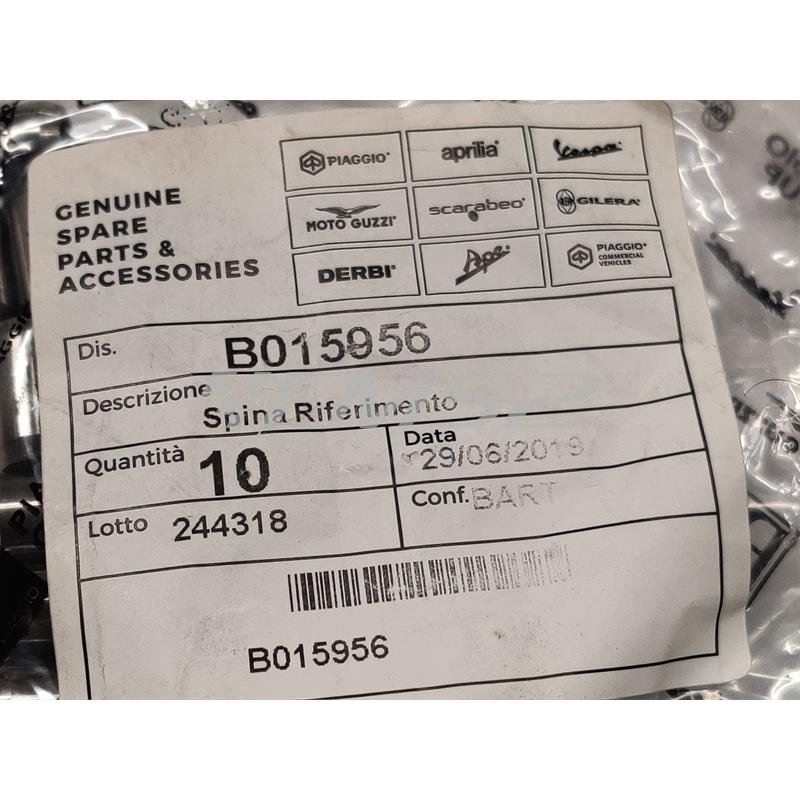 GENUINE
SPARE
PARTS &
ACCESSORIES
PIAGGIO®
aprilia®
Vespa®
MOTO GUZZI®
scarabeo®
GILERA®
DERBI®
Ape®
PIAGGIO®
COMMERCIAL
VEHICLES
Dis. B015956
Descrizione Spina Riferimento
Quantità 10
Data 29/06/2019
Lotto 244318
Conf. BART
B015956